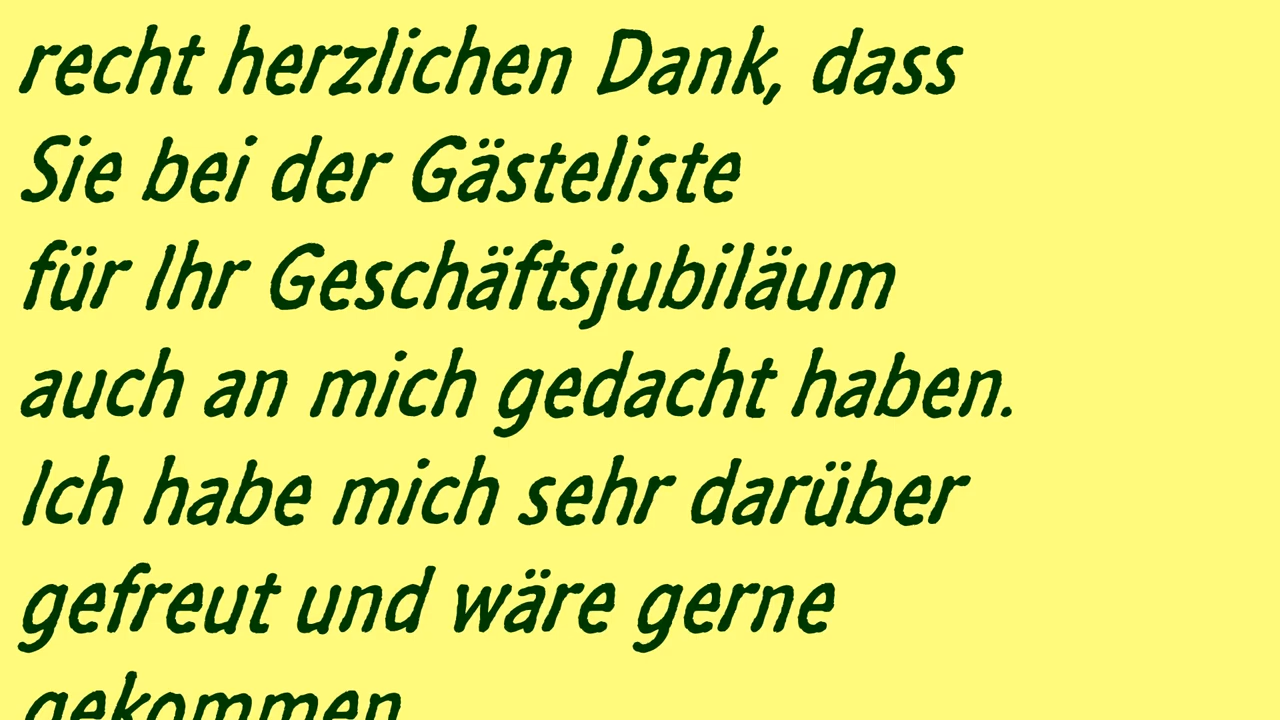 recht herzlichen Dank, dass
Sie bei der Gästeliste
für Ihr Geschäftsjubiläum
auch an mich gedacht haben.
Ich habe mich sehr darüber
gefreut und wäre gerne
gekommen